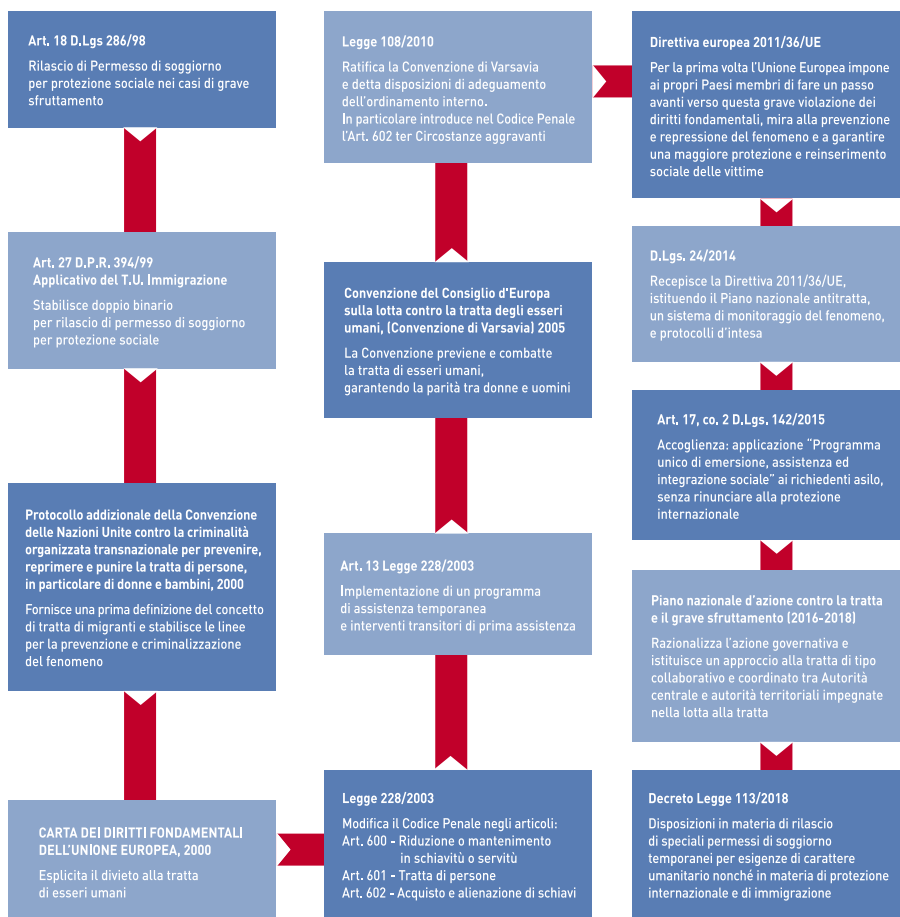 Art. 18 D.Lgs 286/98
Rilascio di Permesso di soggiorno
per protezione sociale nei casi di grave
sfruttamento
Art. 27 D.P.R. 394/99
Applicativo del T.U. Immigrazione
Stabilisce doppio binario
per rilascio di permesso di soggiorno
per protezione sociale
Protocollo addizionale della Convenzione
delle Nazioni Unite contro la criminalità
organizzata transnazionale per prevenire,
reprimere e punire la tratta di persone,
in particolare di donne e bambini, 2000
Fornisce una prima definizione del concetto
di tratta di migranti e stabilisce le linee
per la prevenzione e criminalizzazione
del fenomeno
CARTA DEI DIRITTI FONDAMENTALI
DELL'UNIONE EUROPEA, 2000
Esplicita il divieto alla tratta
di esseri umani
Legge 108/2010
Ratifica la Convenzione di Varsavia
e detta disposizioni di adeguamento
dell'ordinamento interno.
In particolare introduce nel Codice Penale
l'Art. 602 ter Circostanze aggravanti
Convenzione del Consiglio d'Europa
sulla lotta contro la tratta degli esseri
umani, (Convenzione di Varsavia) 2005
La Convenzione previene e combatte
la tratta di esseri umani,
garantendo la parità tra donne e uomini
Art. 13 Legge 228/2003
Implementazione di un programma
di assistenza temporanea
e interventi transitori di prima assistenza
Legge 228/2003
Modifica il Codice Penale negli articoli:
Art. 600 - Riduzione o mantenimento
in schiavitù o servitù
Art. 601 - Tratta di persone
Art. 602 - Acquisto e alienazione di schiavi
Direttiva europea 2011/36/UE
Per la prima volta l'Unione Europea impone
ai propri Paesi membri di fare un passo
avanti verso questa grave violazione dei
diritti fondamentali, mira alla prevenzione
e repressione del fenomeno e a garantire
una maggiore protezione e reinserimento
sociale delle vittime
D.Lgs. 24/2014
Recepisce la Direttiva 2011/36/UE,
istituendo il Piano nazionale antitratta,
un sistema di monitoraggio del fenomeno,
e protocolli d'intesa
Art. 17, co. 2 D.Lgs. 142/2015
Accoglienza: applicazione "Programma
unico di emersione, assistenza ed
integrazione sociale" ai richiedenti asilo,
senza rinunciare alla protezione
internazionale
Piano nazionale d'azione contro la tratta
e il grave sfruttamento (2016-2018)
Razionalizza l'azione governativa e
istituisce un approccio alla tratta di tipo
collaborativo e coordinato tra Autorità
centrale e autorità territoriali impegnate
nella lotta alla tratta
Decreto Legge 113/2018
Disposizioni in materia di rilascio
di speciali permessi di soggiorno
temporanei per esigenze di carattere
umanitario nonché in materia di protezione
internazionale e di immigrazione